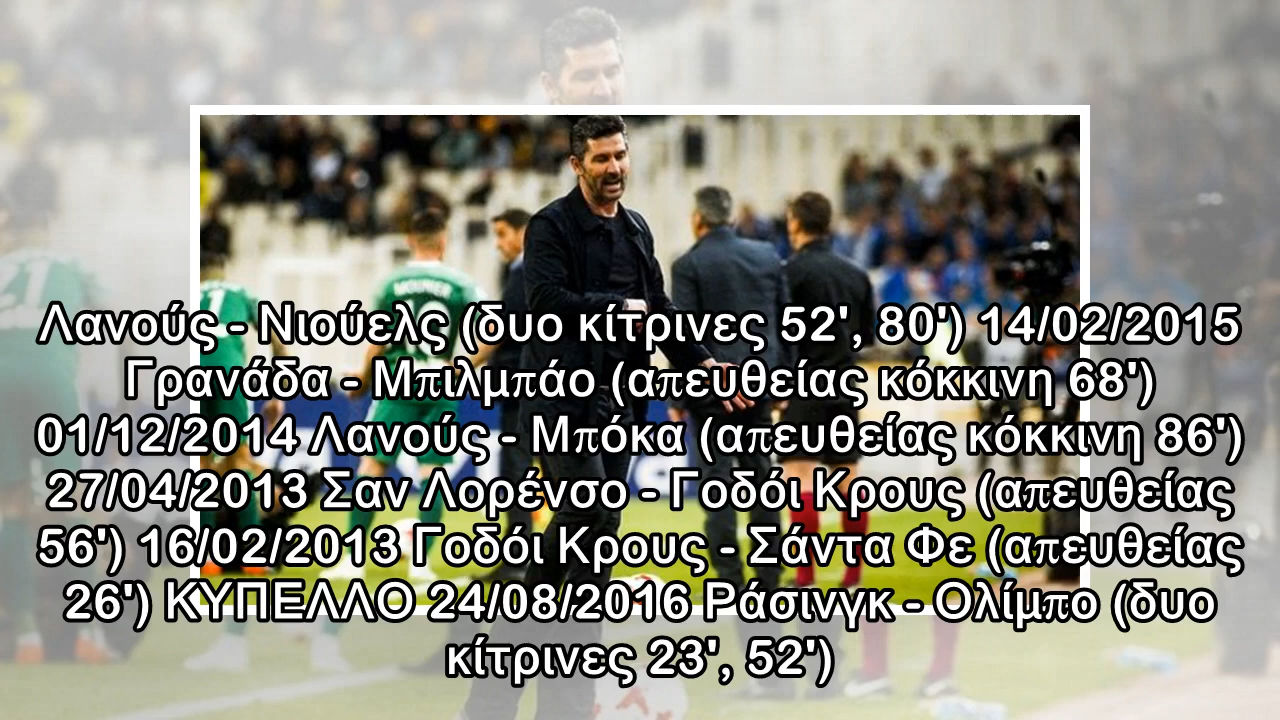 Λανούς - Νιούελς (δυο κίτρινες 52', 80') 14/02/2015
Γρανάδα - Μπιλμπάο (απευθείας κόκκινη 68')
01/12/2014 Λανούς - Μπόκα (απευθείας κόκκινη 86')
27/04/2013 Σαν Λορένσο - Γοδόι Κρους (απευθείας
56') 16/02/2013 Γοδόι Κρους - Σάντα Φε (απευθείας
26') ΚΥΠΕΛΛΟ 24/08/2016 Ράσινγκ - Ολίμπο (δυο
κίτρινες 23', 52')
MOUNIER
21